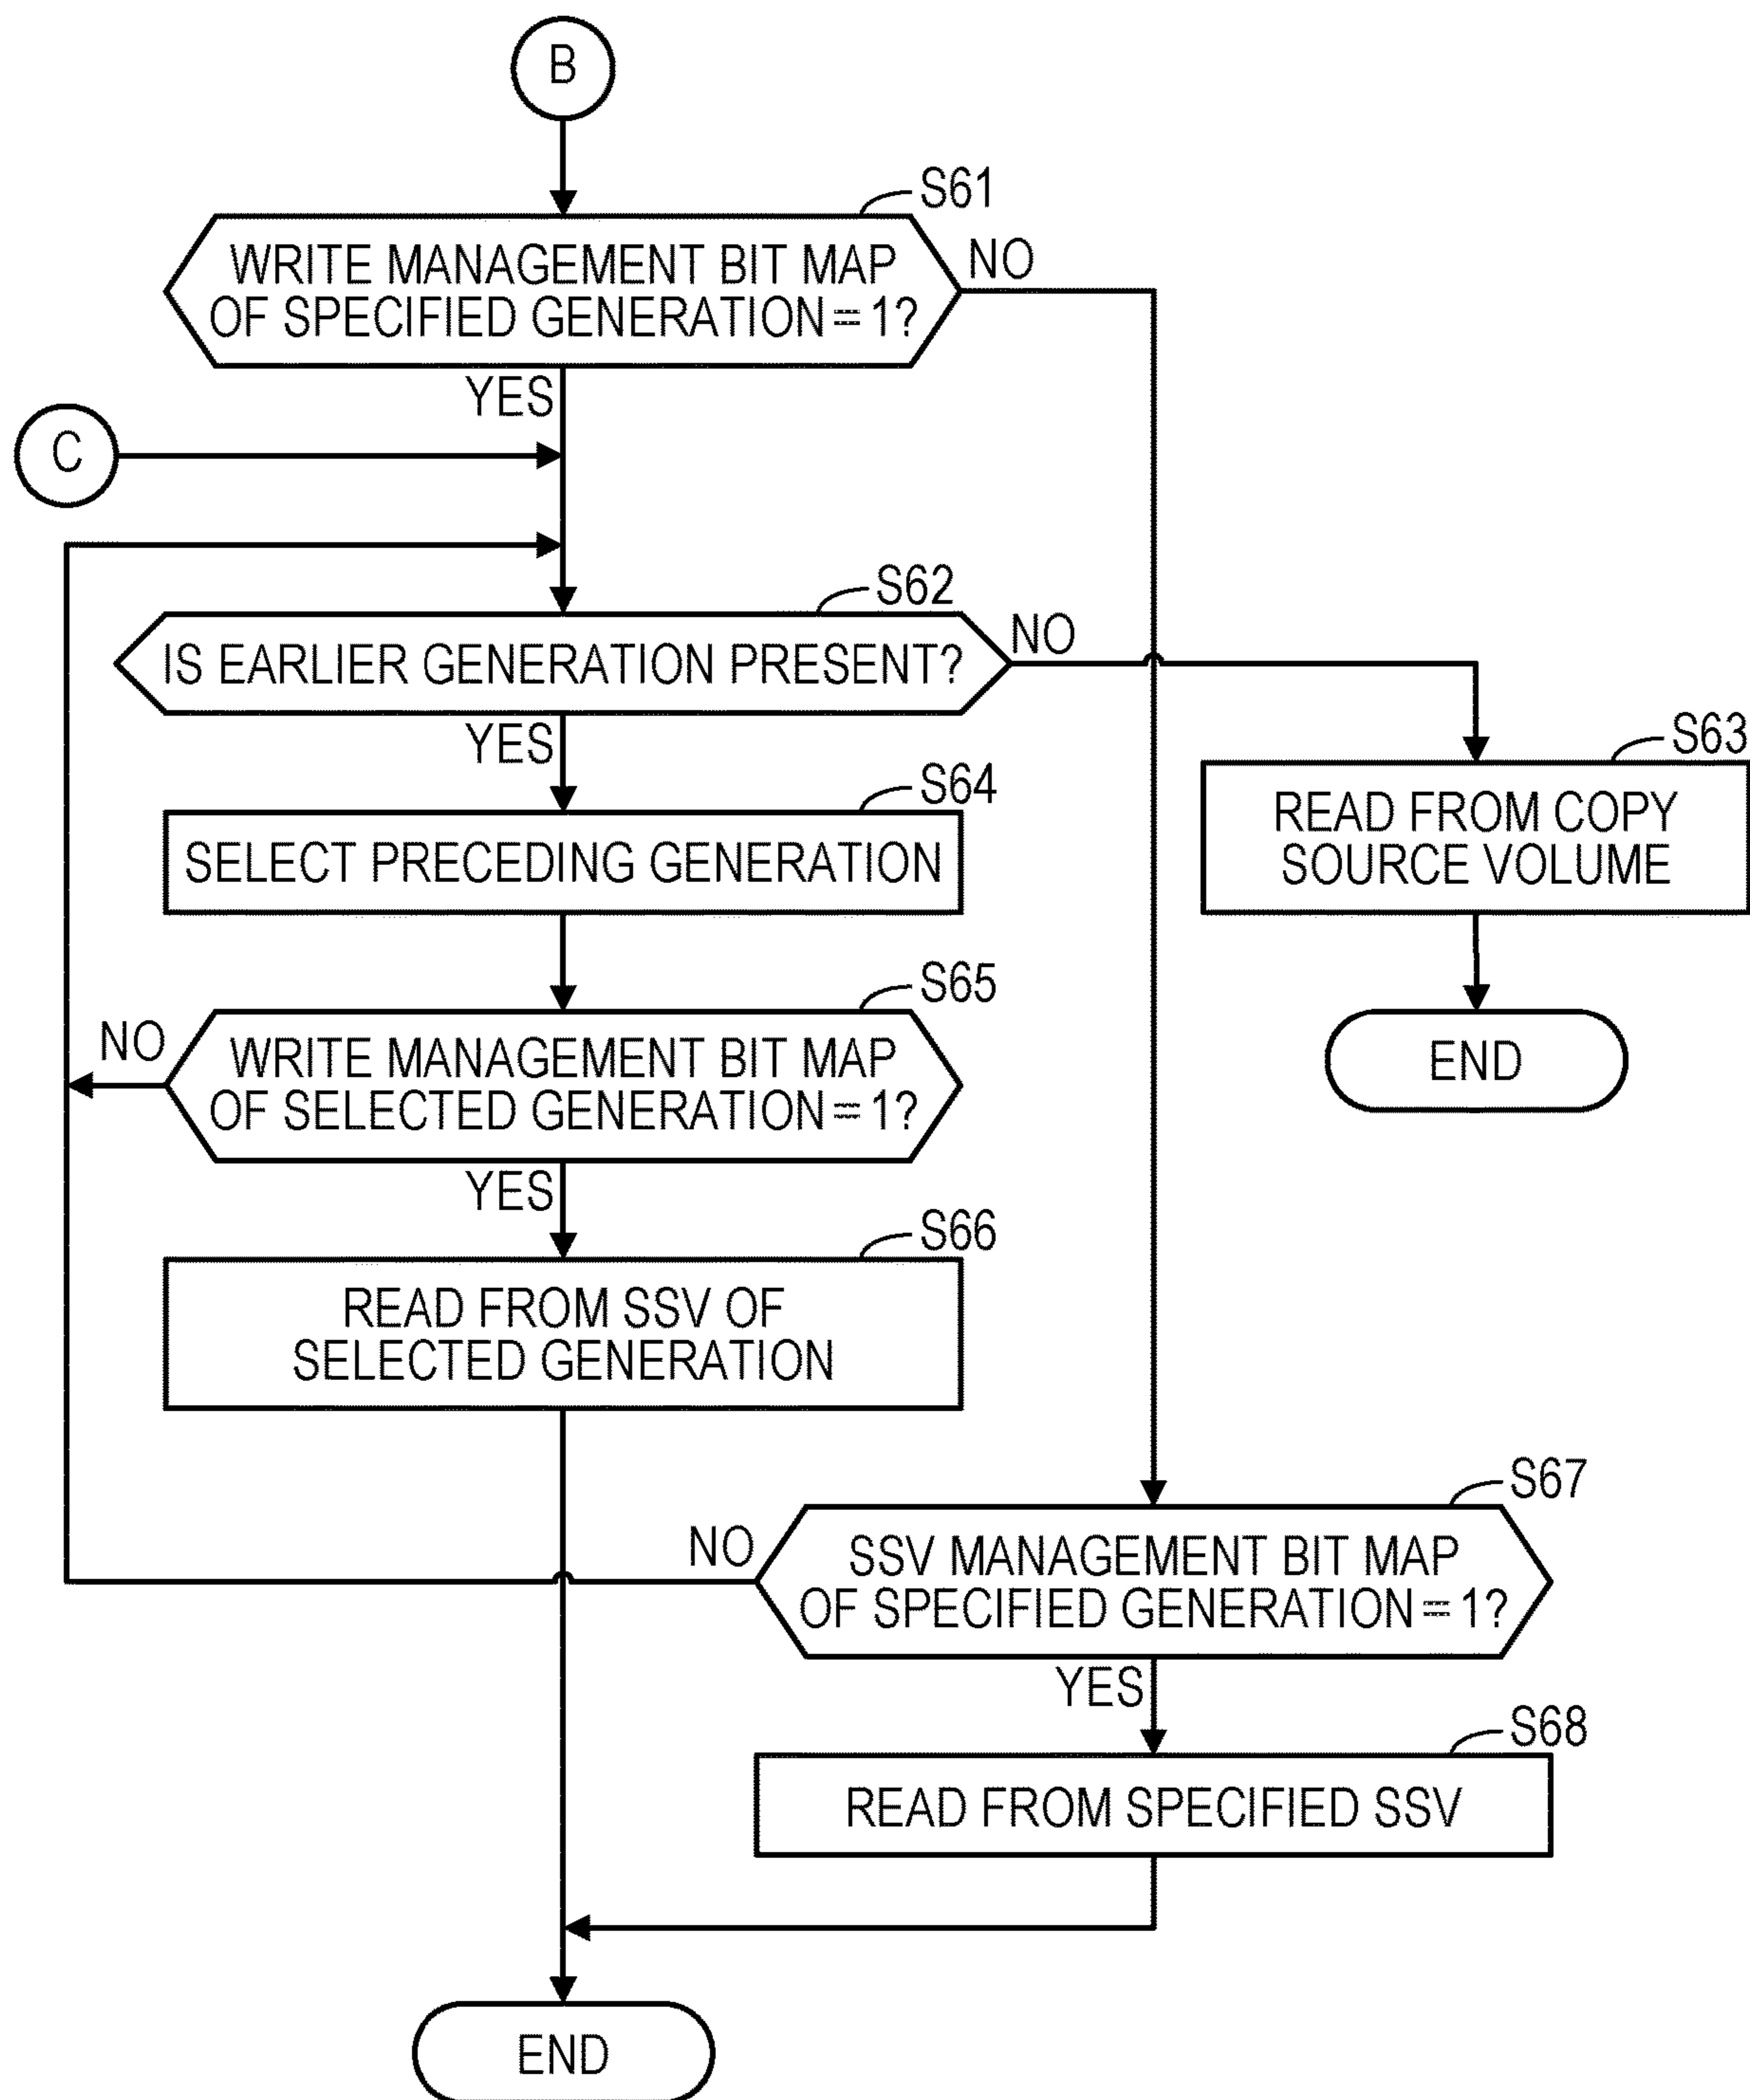 B
S61
WRITE MANAGEMENT BIT MAP
OF SPECIFIED GENERATION = 1?
NO
YES
C
S62
IS EARLIER GENERATION PRESENT?
NO
YES
S63
READ FROM COPY
SOURCE VOLUME
END
S64
SELECT PRECEDING GENERATION
S65
NO
WRITE MANAGEMENT BIT MAP
OF SELECTED GENERATION = 1?
YES
S66
READ FROM SSV OF
SELECTED GENERATION
S67
NO
SSV MANAGEMENT BIT MAP
OF SPECIFIED GENERATION = 1?
YES
S68
READ FROM SPECIFIED SSV
END